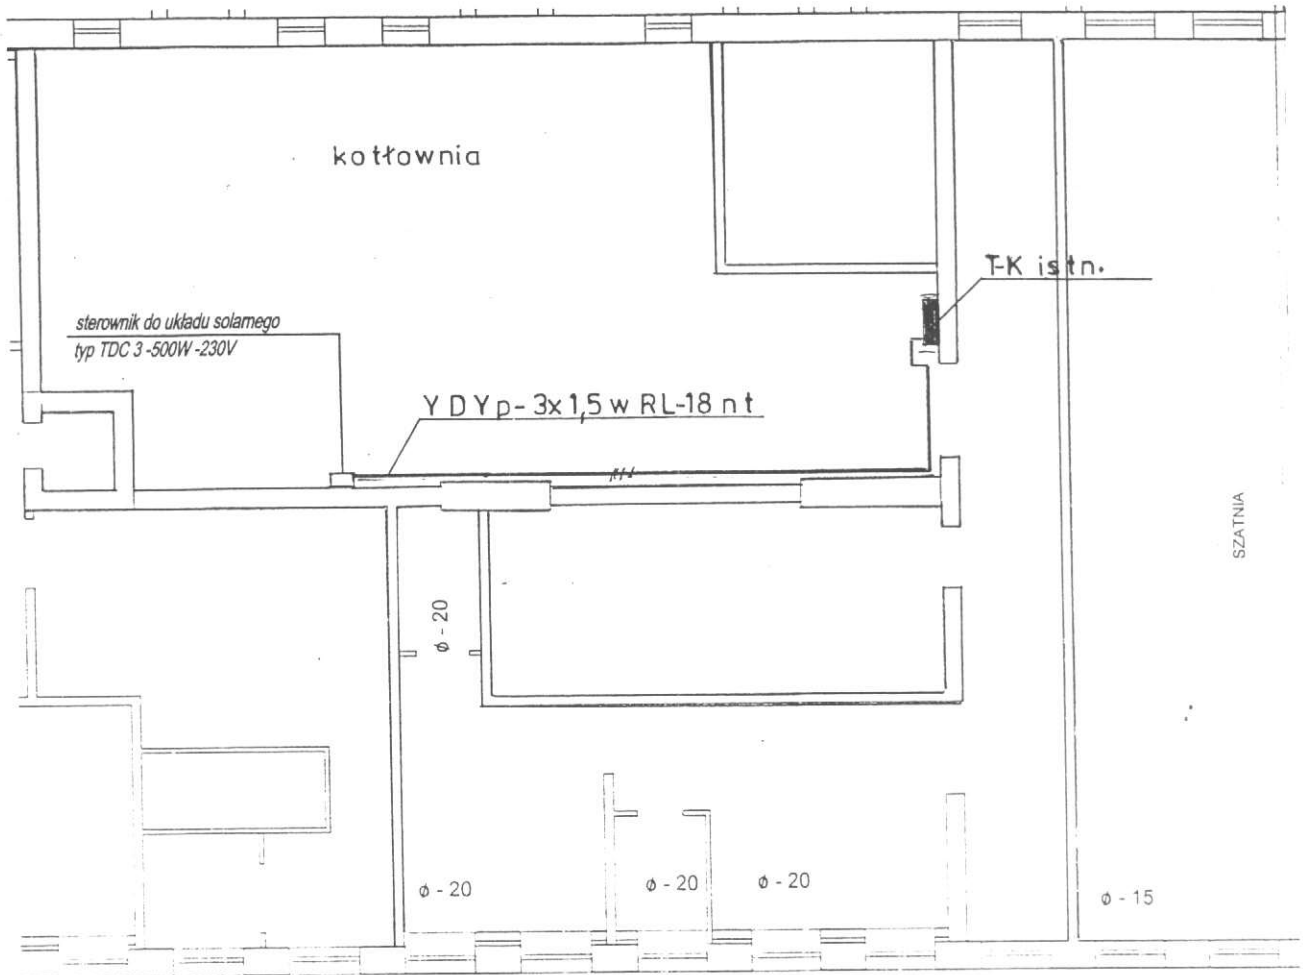 kotłownia
T-K istn.
sterownik do układu solarnego
typ TDC 3 -500W -230V
YDYp-3x1,5 w RL-18 nt
SZATNIA
ϕ - 20
ϕ - 20
ϕ - 20
ϕ - 20
ϕ - 15